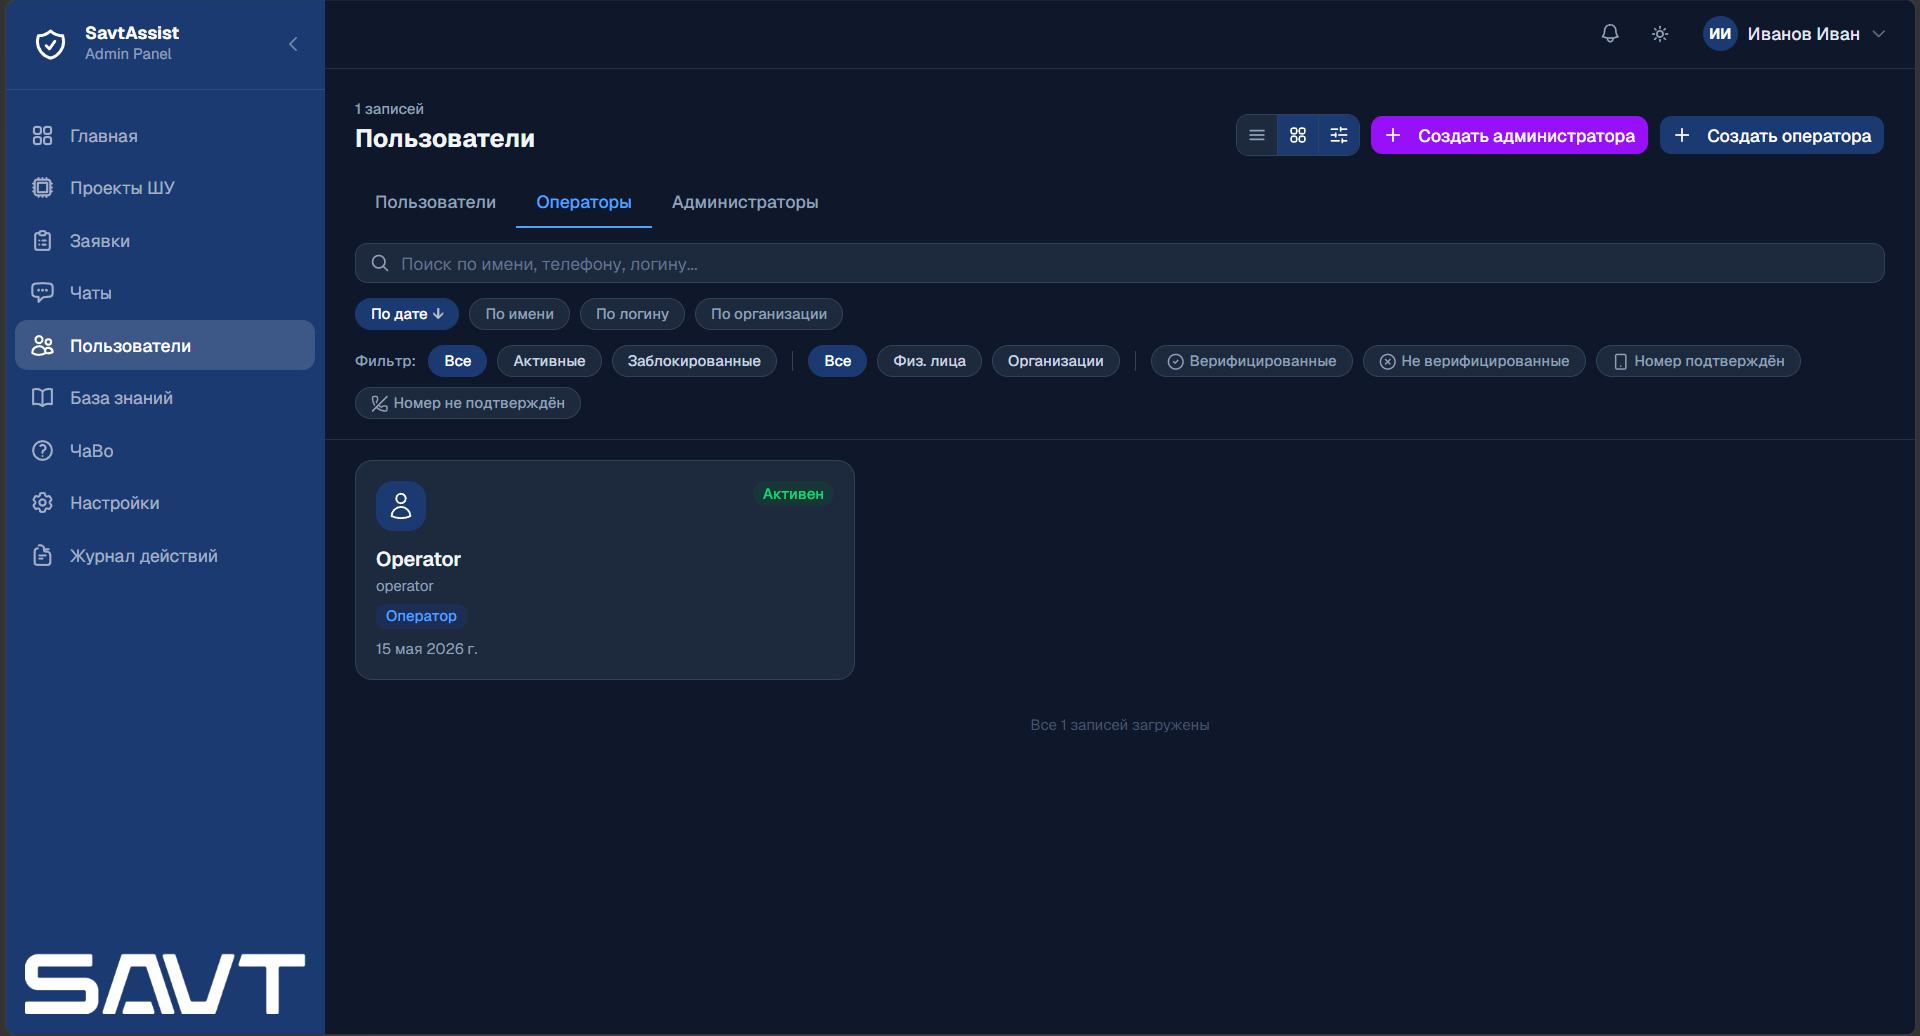 SavtAssist
Admin Panel
Главная
Проекты ШУ
Заявки
Чаты
Пользователи
База знаний
ЧаВо
Настройки
Журнал действий
SAVT
ИИ Иванов Иван
1 записей
Пользователи
Создать администратора
Создать оператора
Пользователи Операторы Администраторы
Поиск по имени, телефону, логину...
По дате ↓ По имени По логину По организации
Фильтр: Все Активные Заблокированные Все Физ. лица Организации Верифицированные Не верифицированные Номер подтверждён
Номер не подтверждён
Активен
Operator
operator
Оператор
15 мая 2026 г.
Все 1 записей загружены